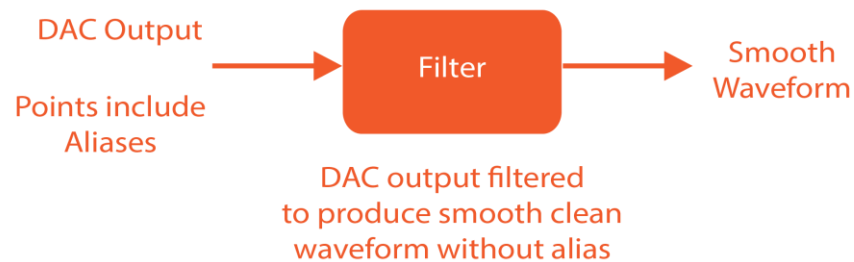 DAC Output
Points include
Aliases
Filter
Smooth
Waveform
DAC output filtered
to produce smooth clean
waveform without alias